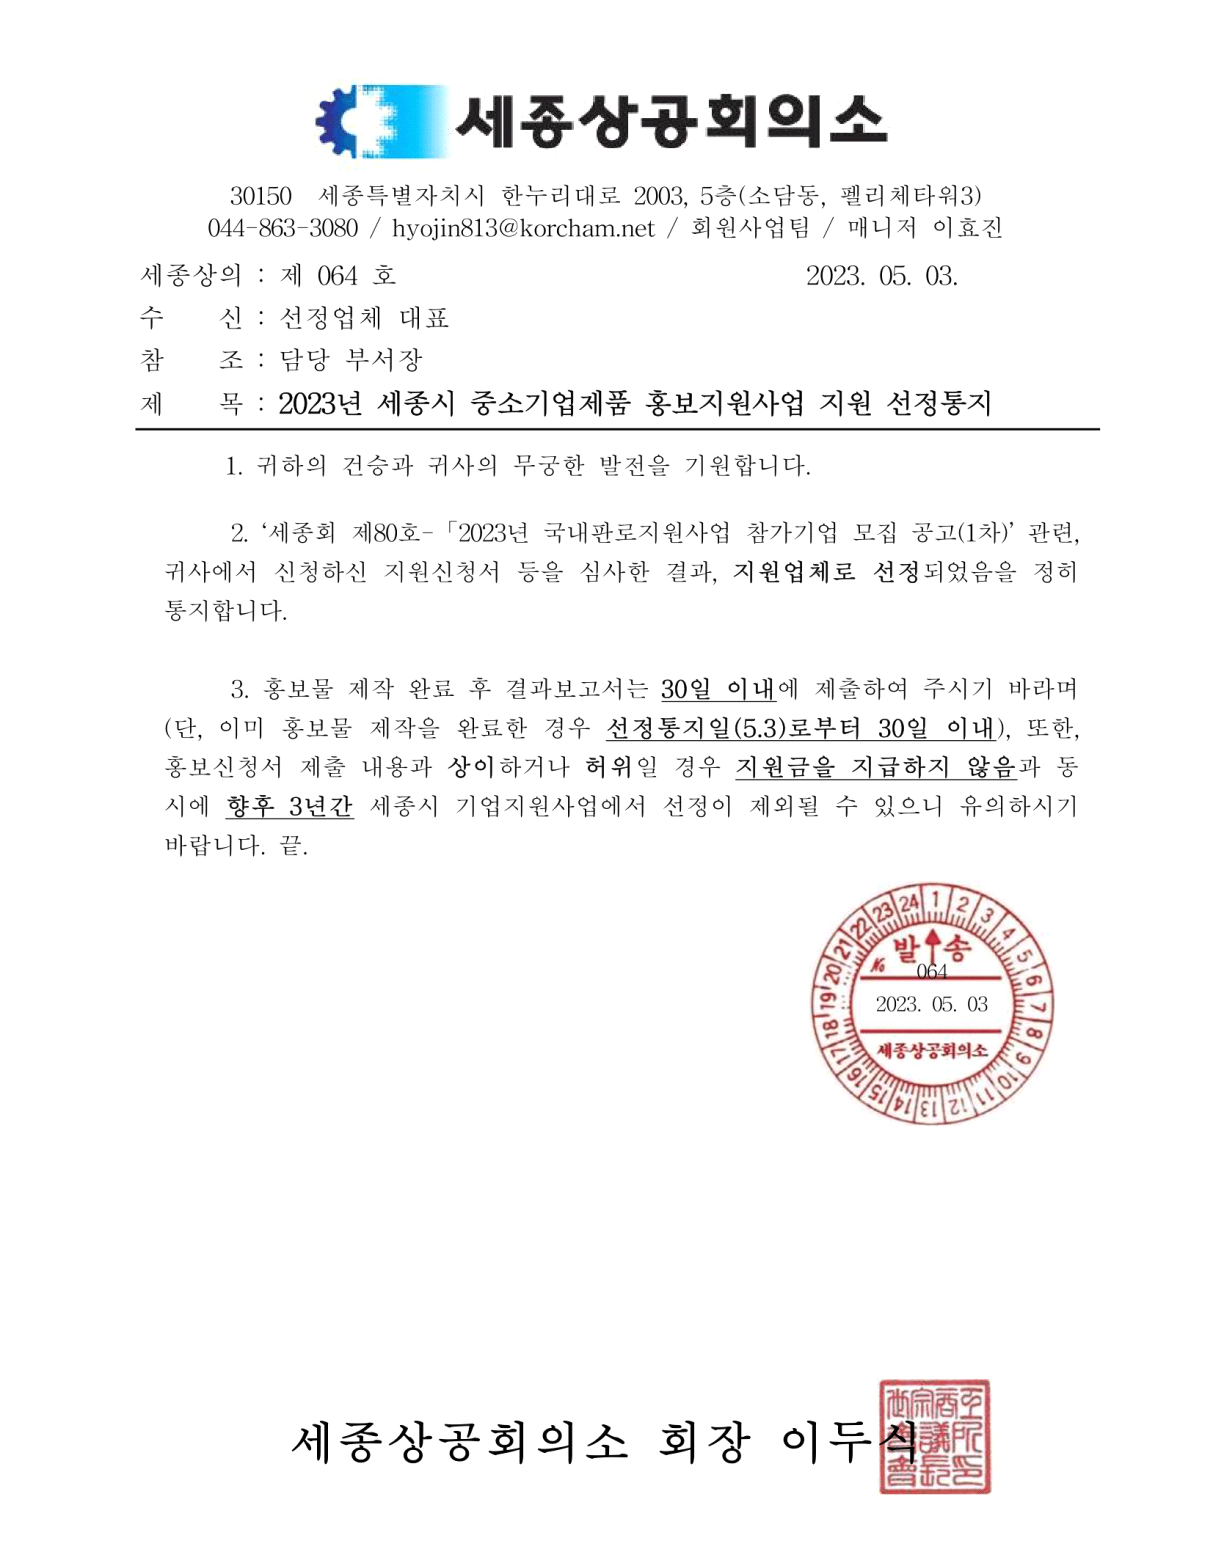 세종상공회의소
30150 세종특별자치시 한누리대로 2003, 5층(소담동, 펠리체타워3)
044-863-3080 / hyojin813@korcham.net / 회원사업팀 / 매니저 이효진
세종상의 : 제 064 호 2023. 05. 03.
수 신 : 선정업체 대표
참 조 : 담당 부서장
제 목 : 2023년 세종시 중소기업제품 홍보지원사업 지원 선정통지
1. 귀하의 건승과 귀사의 무궁한 발전을 기원합니다.
2. ‘세종회 제80호-「2023년 국내판로지원사업 참가기업 모집 공고(1차)’ 관련,
귀사에서 신청하신 지원신청서 등을 심사한 결과, 지원업체로 선정되었음을 정히
통지합니다.
3. 홍보물 제작 완료 후 결과보고서는 30일 이내에 제출하여 주시기 바라며
(단, 이미 홍보물 제작을 완료한 경우 선정통지일(5.3)로부터 30일 이내), 또한,
홍보신청서 제출 내용과 상이하거나 허위일 경우 지원금을 지급하지 않음과 동
시에 향후 3년간 세종시 기업지원사업에서 선정이 제외될 수 있으니 유의하시기
바랍니다. 끝.
1 2 3 4 5 6 7 8 9 10 11 12 13 14 15 16 17 18 19 20 21 22 23 24
발송
№ 064
2023. 05. 03
세종상공회의소
세종상공회의소 회장 이두식